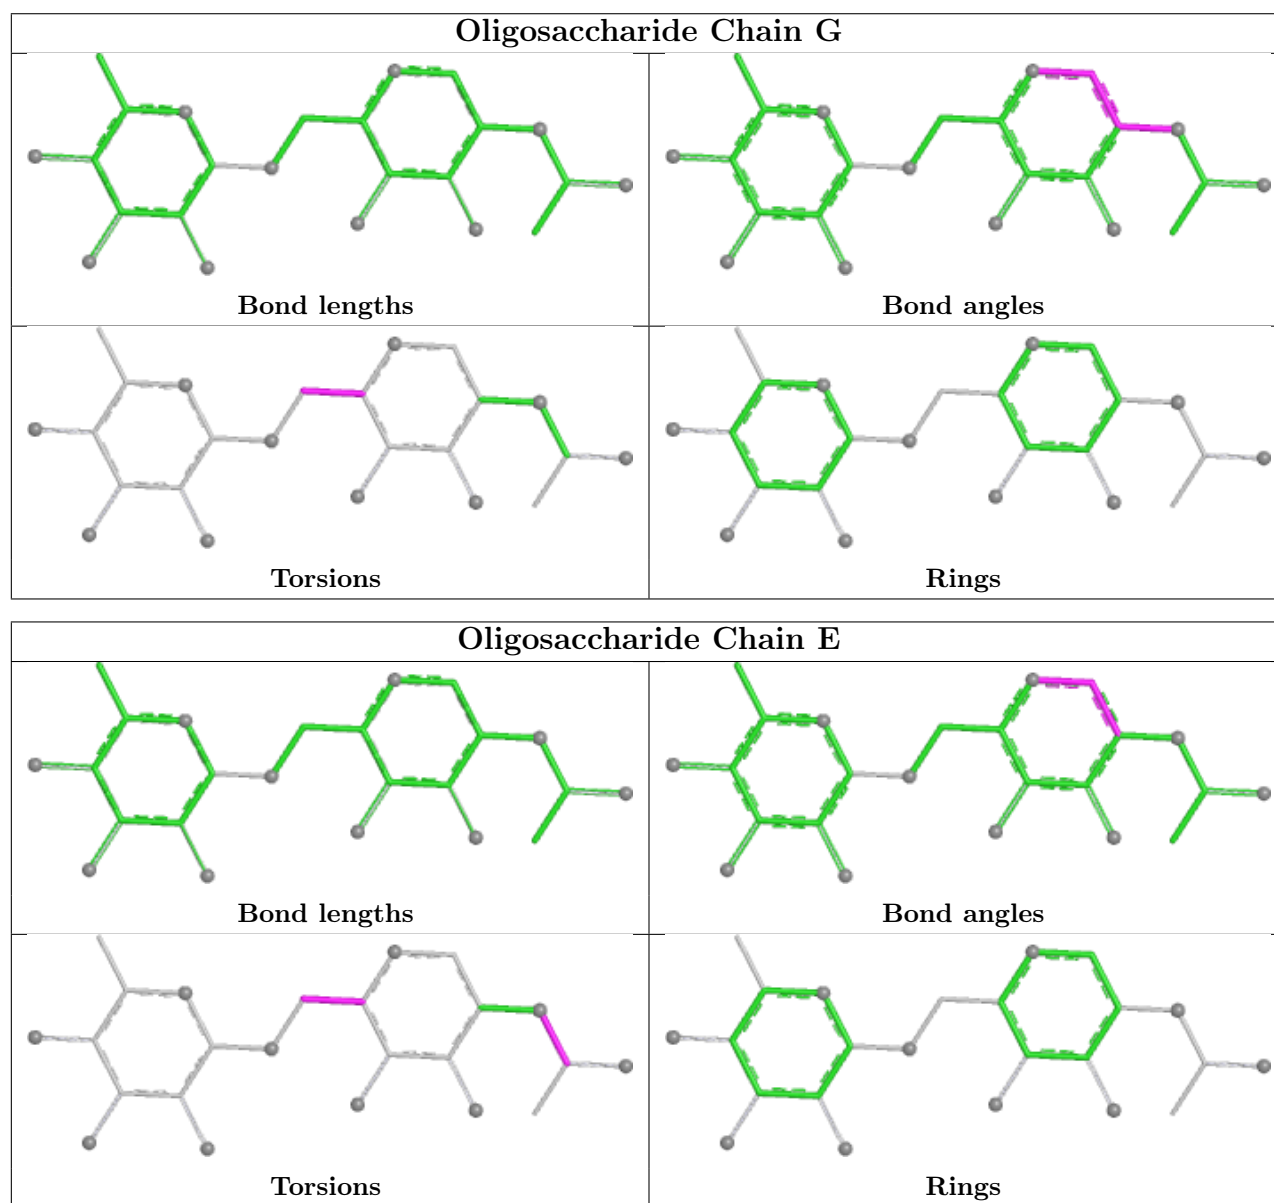 Oligosaccharide Chain G
Bond lengths
Bond angles
Torsions
Rings
Oligosaccharide Chain E
Bond lengths
Bond angles
Torsions
Rings